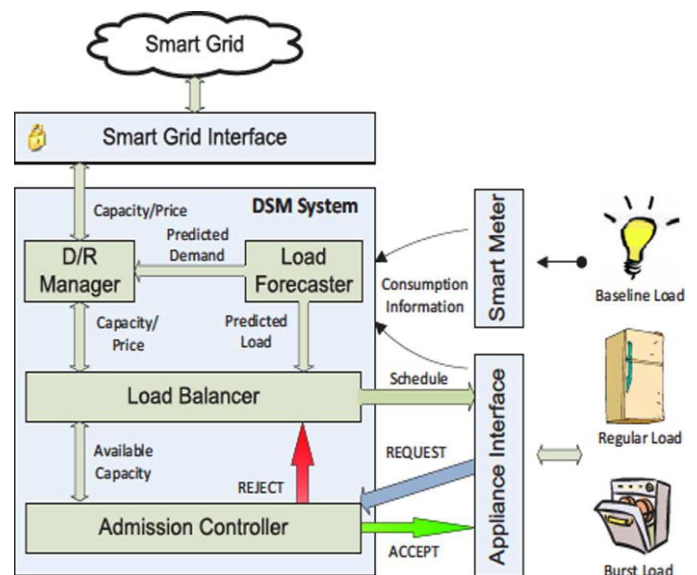 Smart Grid
Smart Grid Interface
Capacity/Price
DSM System
Predicted
Demand
D/R
Manager
Load
Forecaster
Smart Meter
Consumption
Information
Baseline Load
Capacity/
Price
Predicted
Load
Load Balancer
Schedule
Appliance Interface
Regular Load
Available
Capacity
REJECT
REQUEST
Admission Controller
ACCEPT
Burst Load